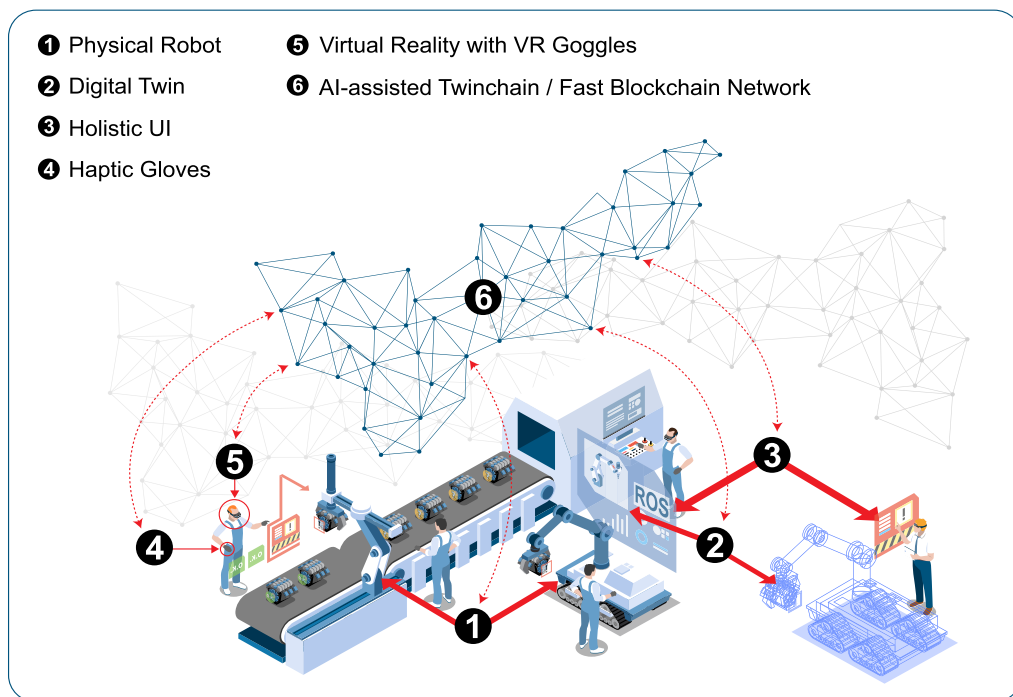 1 Physical Robot
2 Digital Twin
3 Holistic UI
4 Haptic Gloves
5 Virtual Reality with VR Goggles
6 AI-assisted Twinchain / Fast Blockchain Network
6
5
4
3
ROS
2
1